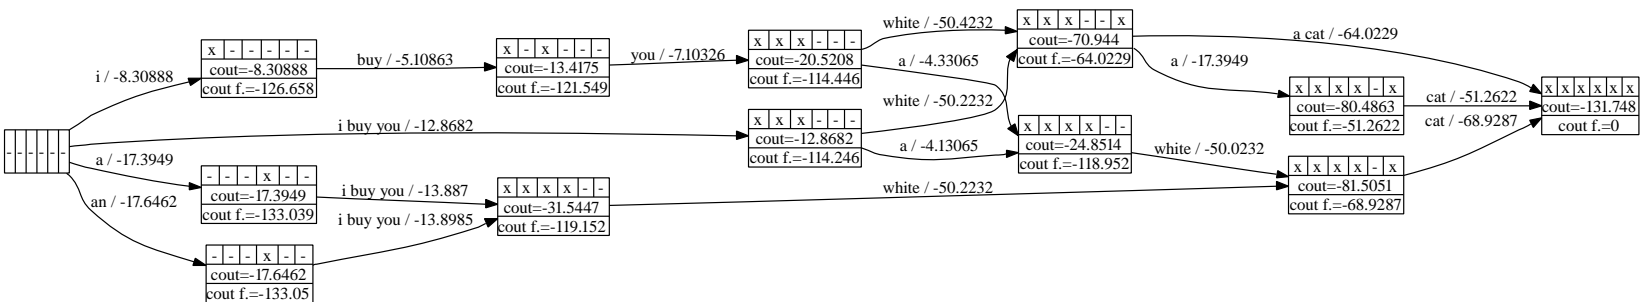 white / -50.4232
x x x - - x
cout=-70.944
cout f.=-64.0229
a cat / -64.0229
x - - - - -
cout=-8.30888
cout f.=-126.658
buy / -5.10863
x - x - - -
cout=-13.4175
cout f.=-121.549
you / -7.10326
x x x - - -
cout=-20.5208
cout f.=-114.446
a / -4.33065
a / -17.3949
i / -8.30888
x x x x - x
cout=-80.4863
cout f.=-51.2622
cat / -51.2622
x x x x x x
cout=-131.748
cout f.=0
white / -50.2232
i buy you / -12.8682
x x x - - -
cout=-12.8682
cout f.=-114.246
a / -4.13065
x x x x - -
cout=-24.8514
cout f.=-118.952
cat / -68.9287
- - - - - -
white / -50.0232
a / -17.3949
- - - x - -
cout=-17.3949
cout f.=-133.039
i buy you / -13.887
x x x x - -
cout=-31.5447
cout f.=-119.152
white / -50.2232
x x x x - x
cout=-81.5051
cout f.=-68.9287
an / -17.6462
i buy you / -13.8985
- - - x - -
cout=-17.6462
cout f.=-133.05